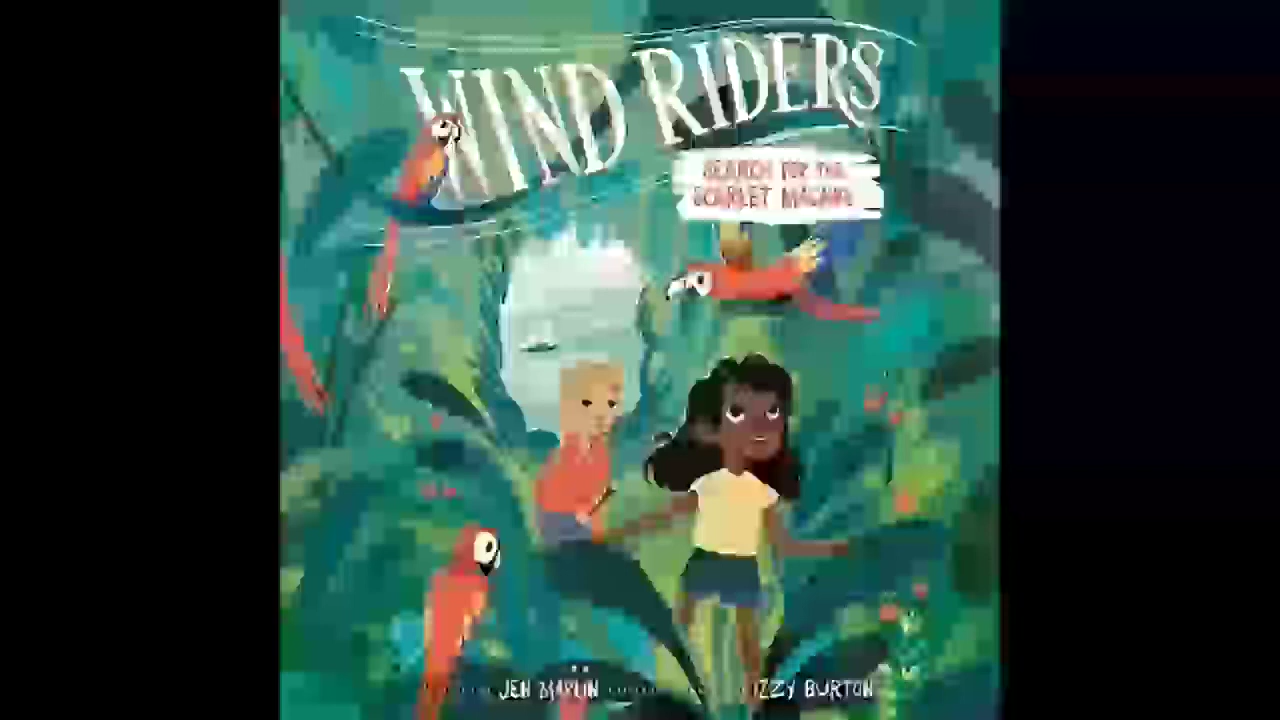 WIND RIDERS
SEARCH FOR THE
SCARLET MACAWS
JEN MARLIN
IZZY BURTON